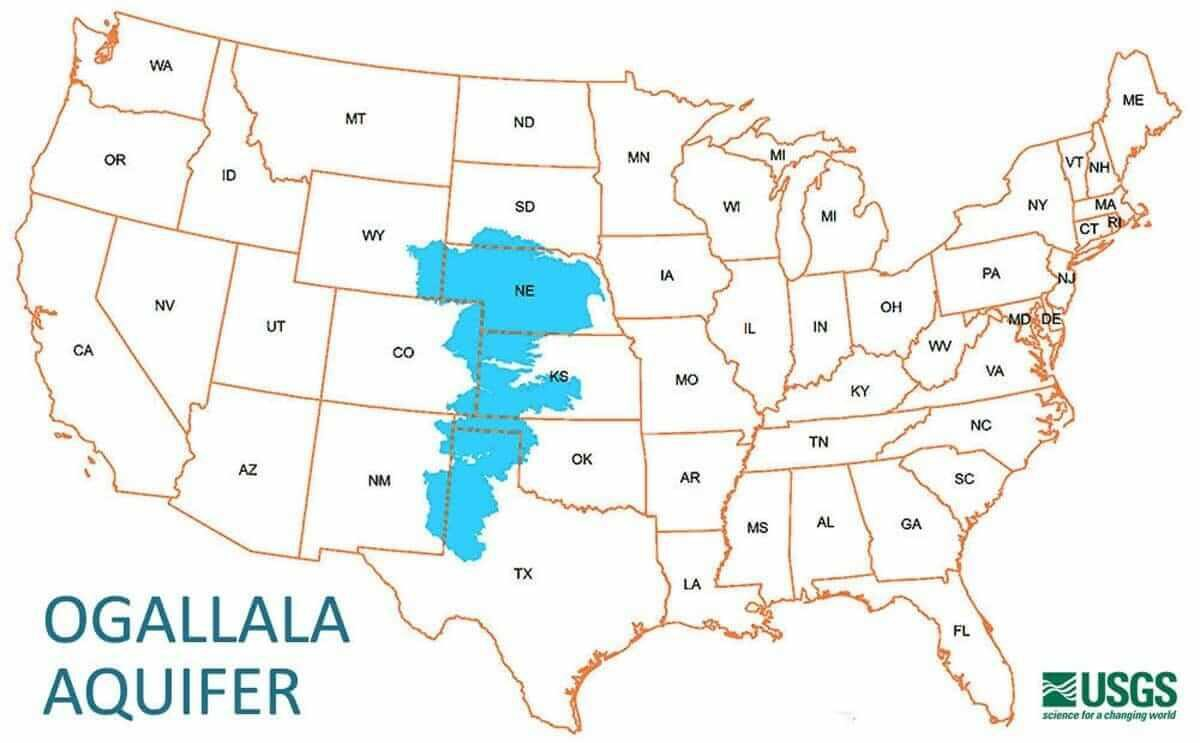 WA
MT
ND
MN
ME
OR
ID
SD
WI
MI
MI
VT
NH
NY
MA
CT
RI
WY
IA
PA
NJ
NV
UT
NE
IL
IN
OH
MD
DE
CA
CO
KS
MO
WV
VA
KY
NC
AZ
NM
OK
AR
TN
SC
MS
AL
GA
TX
LA
FL
OGALLALA
AQUIFER
USGS
science for a changing world